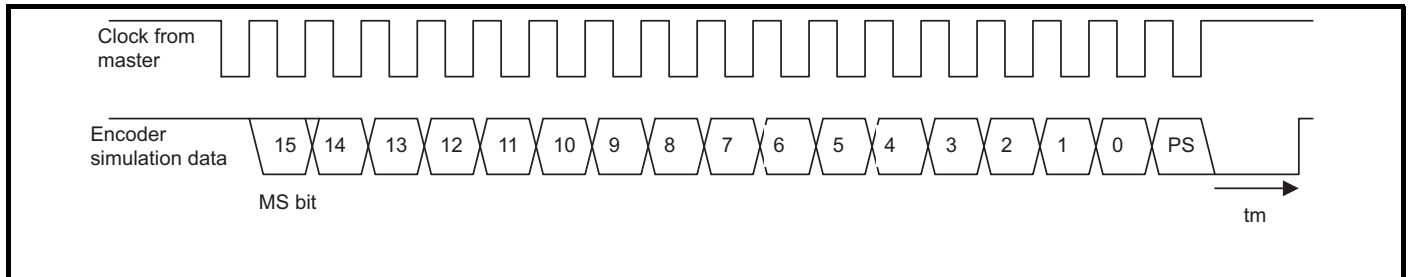 Clock from
master
Encoder
simulation data
15 14 13 12 11 10 9 8 7 6 5 4 3 2 1 0 PS
MS bit
tm